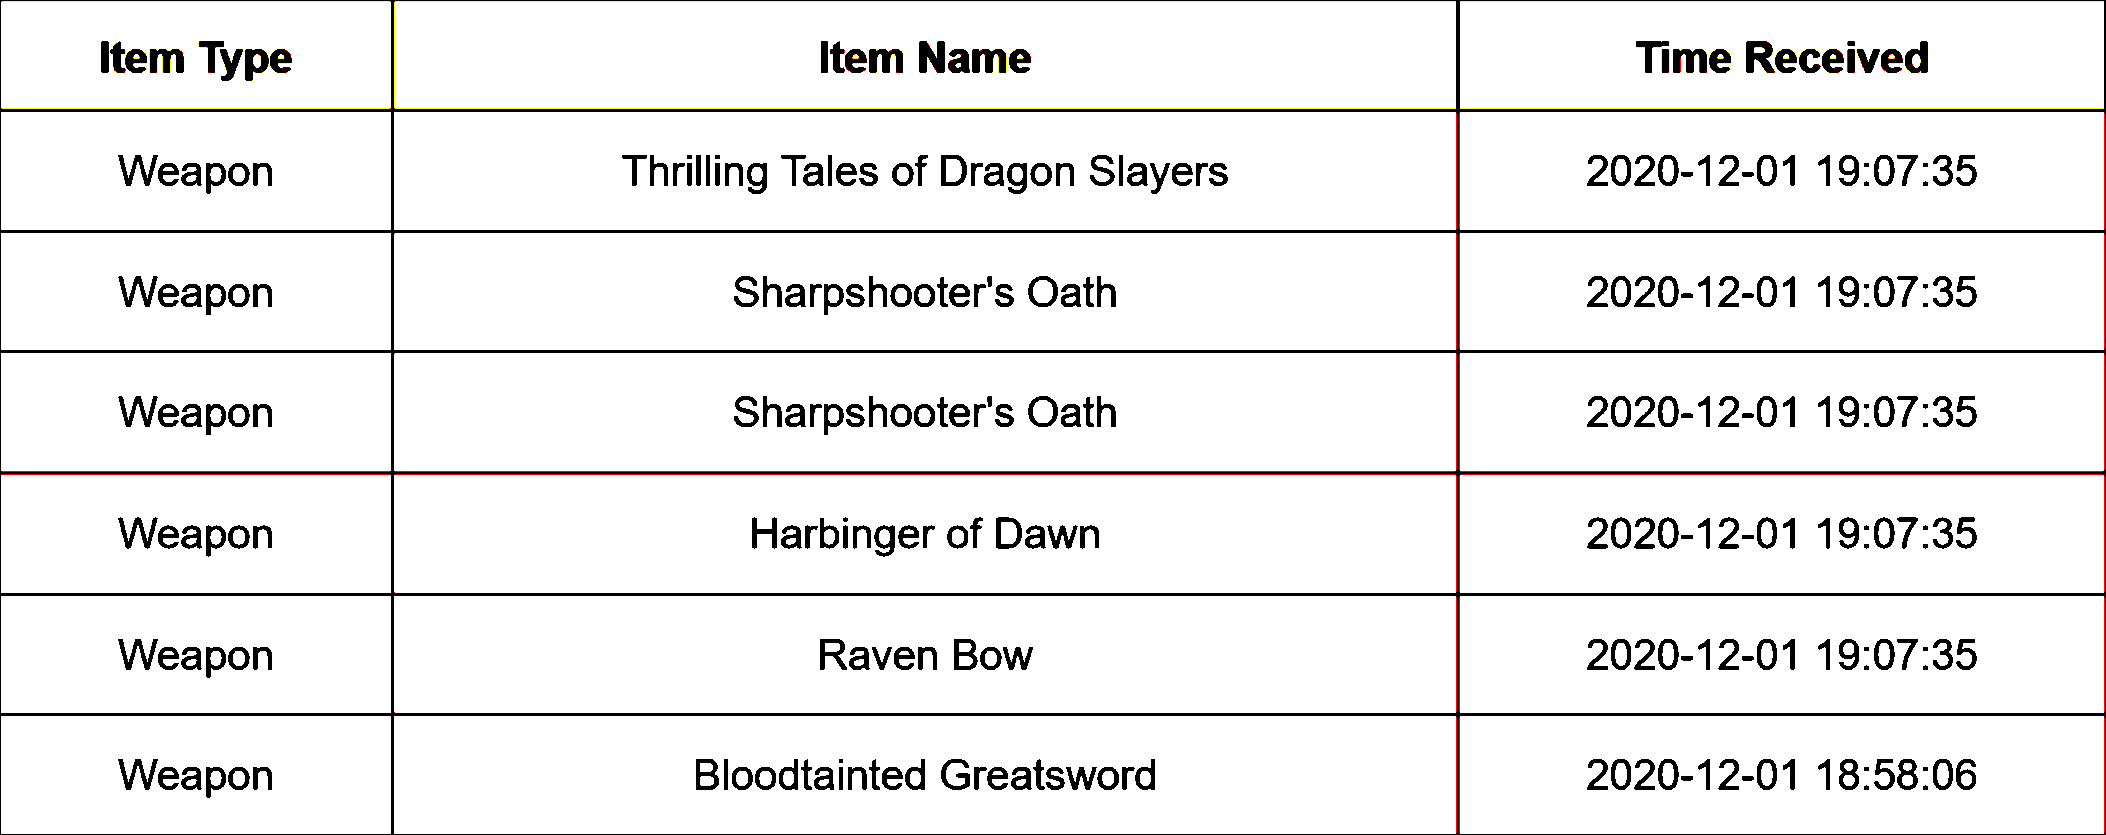 Item Type Item Name Time Received
Weapon Thrilling Tales of Dragon Slayers 2020-12-01 19:07:35
Weapon Sharpshooter's Oath 2020-12-01 19:07:35
Weapon Sharpshooter's Oath 2020-12-01 19:07:35
Weapon Harbinger of Dawn 2020-12-01 19:07:35
Weapon Raven Bow 2020-12-01 19:07:35
Weapon Bloodtainted Greatsword 2020-12-01 18:58:06